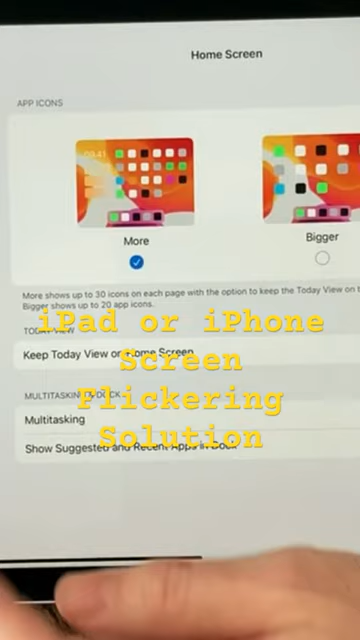 Home Screen
APP ICONS
09:41
More
Bigger
More shows up to 30 icons on each page with the option to keep the Today View on t
Bigger shows up to 20 app icons.
TODAY VIEW
Keep Today View on Home Screen
MULTITASKING & DOCK
Multitasking
Show Suggested and Recent Apps in Dock
iPad or iPhone
Screen
Flickering
Solution